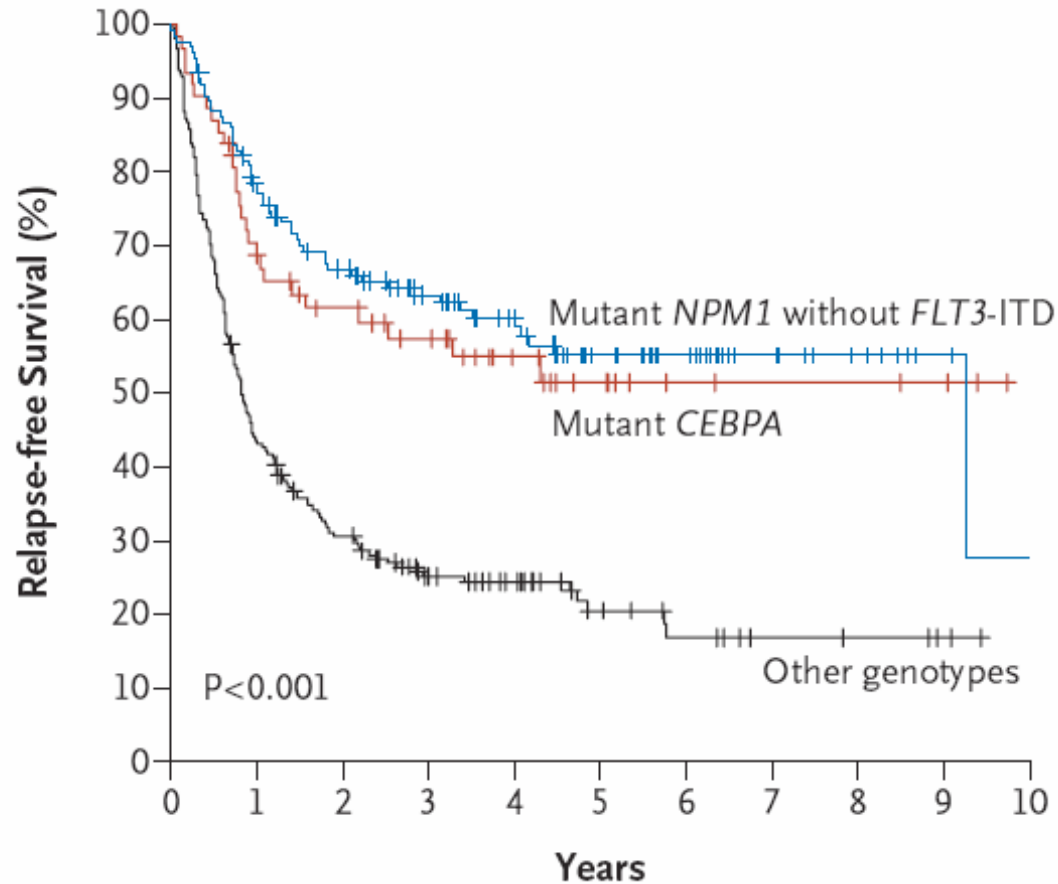 100
90
80
70
60
50
40
30
20
10
0
Relapse-free Survival (%)
Mutant NPM1 without FLT3-ITD
Mutant CEBPA
Other genotypes
P<0.001
0 1 2 3 4 5 6 7 8 9 10
Years